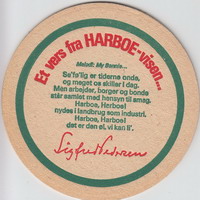 Et vers fra HARBOE-visen...
Melodi: My Bonnie...
Se'fø'lig er tiderne onde,
og meget os skiller i dag.
Men arbejder, borger og bonde
står samlet med hensyn til smag.
Harboe, Harboe!
nydes i landbrug som industri.
Harboe, Harboe!
det er den øl, vi kan li'.
Sigfred Pedersen